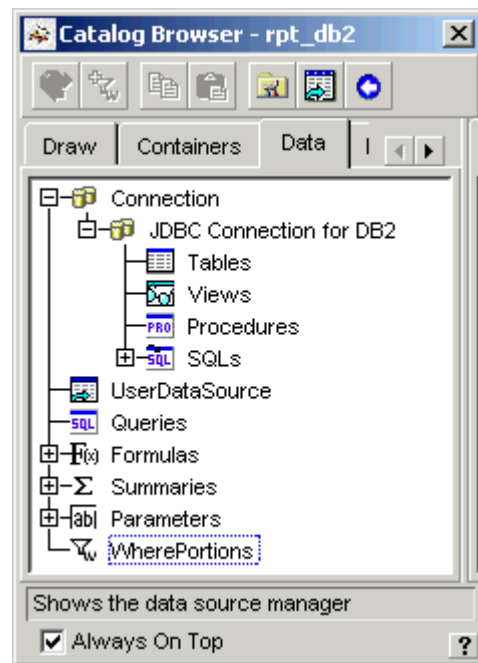 Catalog Browser - rpt_db2
Draw Containers Data
Connection
JDBC Connection for DB2
Tables
Views
PRO Procedures
SQL SQLs
UserDataSource
SQL Queries
F(x) Formulas
Σ Summaries
ab Parameters
W WherePortions
Shows the data source manager
Always On Top ?